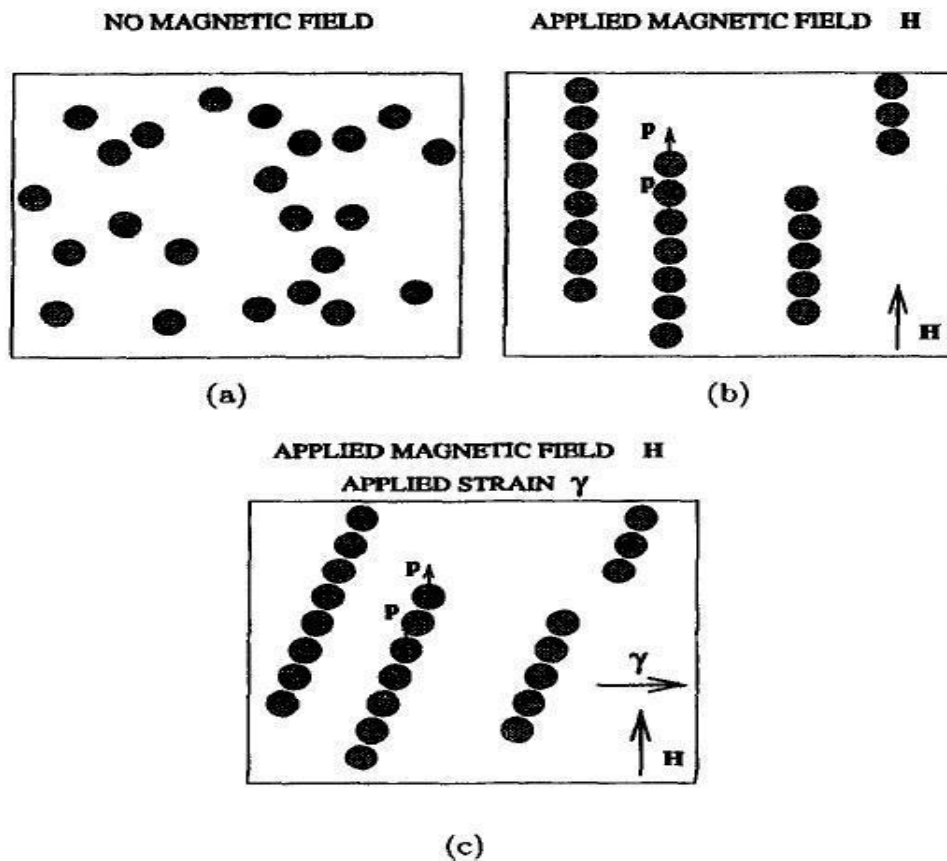 NO MAGNETIC FIELD
APPLIED MAGNETIC FIELD H
P
P
H
(a)
(b)
APPLIED MAGNETIC FIELD H
APPLIED STRAIN γ
P
P
γ
H
(c)